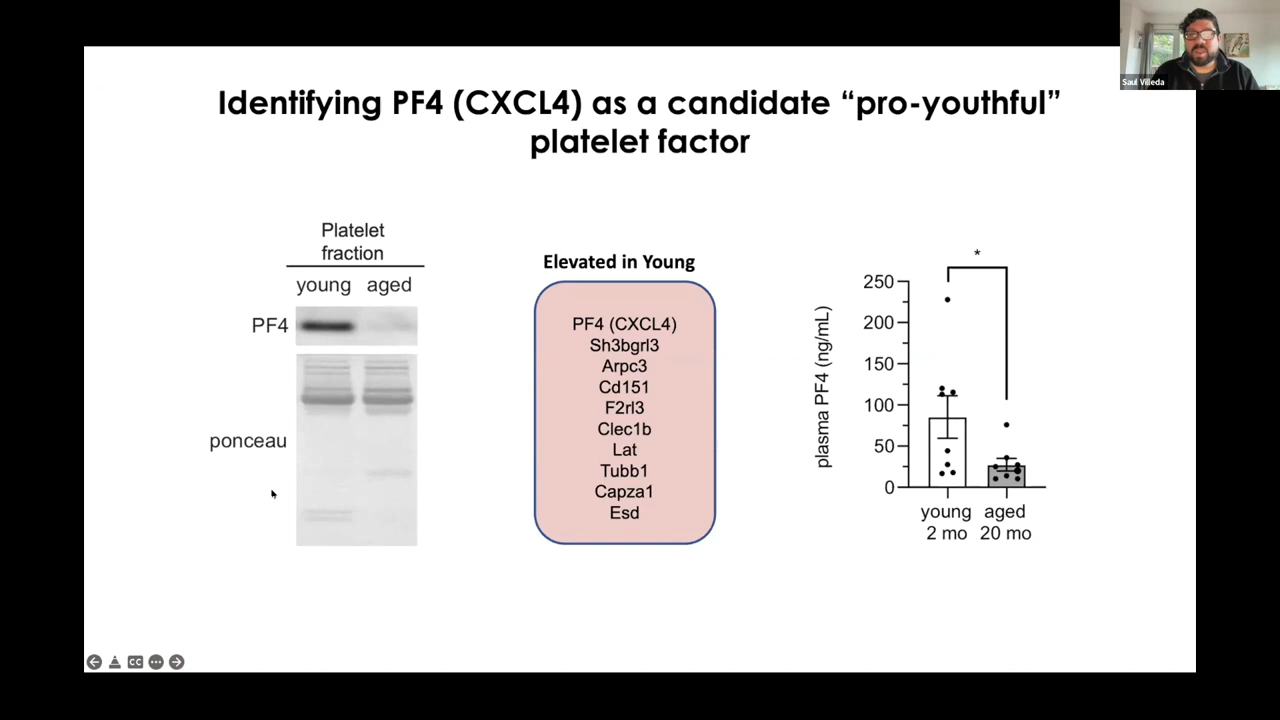 Saul Villeda
Identifying PF4 (CXCL4) as a candidate “pro-youthful”
platelet factor
Platelet
fraction
young aged
PF4
ponceau
Elevated in Young
PF4 (CXCL4)
Sh3bgrl3
Arpc3
Cd151
F2rl3
Clec1b
Lat
Tubb1
Capza1
Esd
*
250
200
150
100
50
0
plasma PF4 (ng/mL)
young aged
2 mo 20 mo
CC